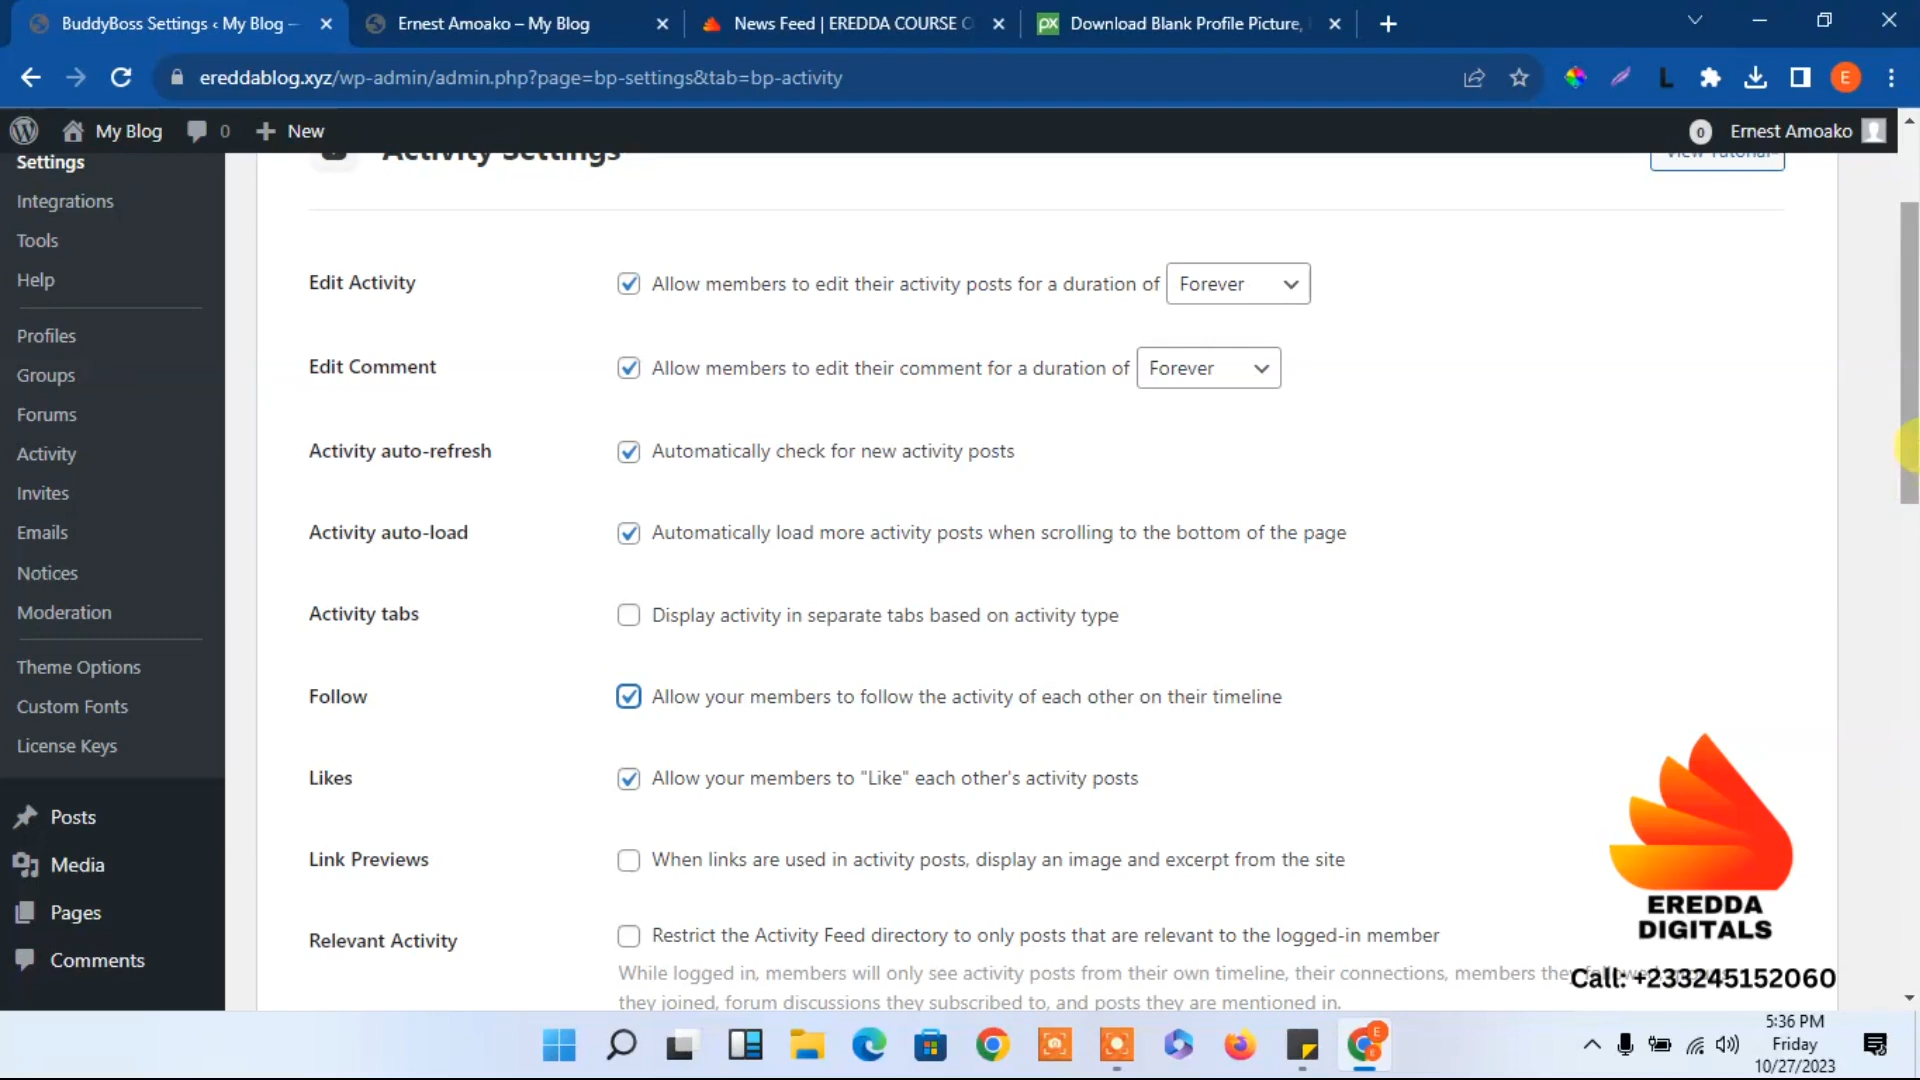 BuddyBoss Settings ‹ My Blog —
Ernest Amoako – My Blog
News Feed | EREDDA COURSE C
Download Blank Profile Picture,
ereddablog.xyz/wp-admin/admin.php?page=bp-settings&tab=bp-activity
L
E
My Blog
0
New
0
Ernest Amoako
Settings
Integrations
Tools
Help
Profiles
Groups
Forums
Activity
Invites
Emails
Notices
Moderation
Theme Options
Custom Fonts
License Keys
Posts
Media
Pages
Comments
Activity Settings
View Tutorial
Edit Activity
Allow members to edit their activity posts for a duration of Forever
Edit Comment
Allow members to edit their comment for a duration of Forever
Activity auto-refresh
Automatically check for new activity posts
Activity auto-load
Automatically load more activity posts when scrolling to the bottom of the page
Activity tabs
Display activity in separate tabs based on activity type
Follow
Allow your members to follow the activity of each other on their timeline
Likes
Allow your members to "Like" each other's activity posts
Link Previews
When links are used in activity posts, display an image and excerpt from the site
Relevant Activity
Restrict the Activity Feed directory to only posts that are relevant to the logged-in member
While logged in, members will only see activity posts from their own timeline, their connections, members they
they joined, forum discussions they subscribed to, and posts they are mentioned in.
EREDDA
DIGITALS
Call: +233245152060
5:36 PM
Friday
10/27/2023